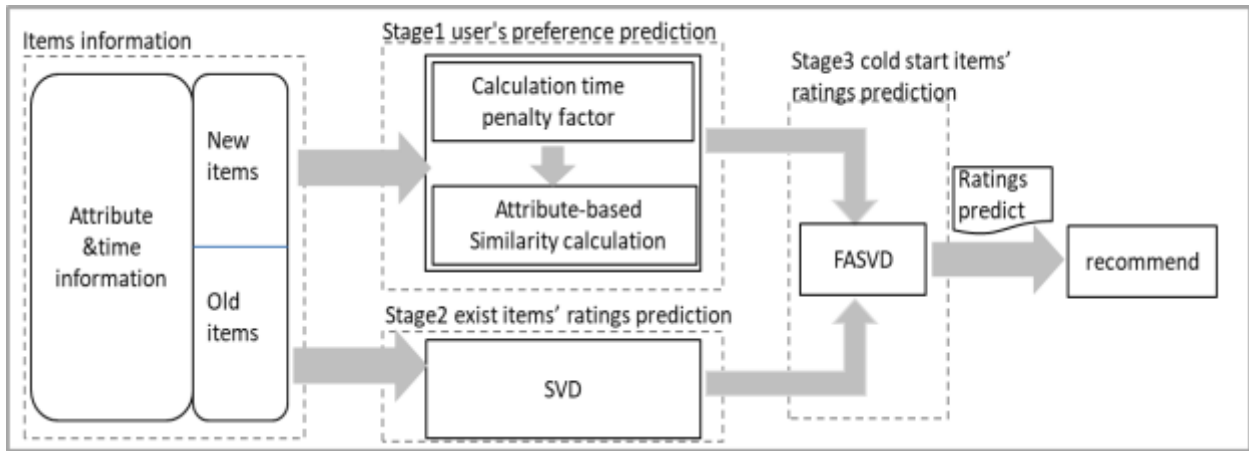 Items information
Attribute
&time
information
New
items
Old
items
Stage1 user's preference prediction
Calculation time
penalty factor
Attribute-based
Similarity calculation
Stage2 exist items’ ratings prediction
SVD
Stage3 cold start items’
ratings prediction
FASVD
Ratings
predict
recommend